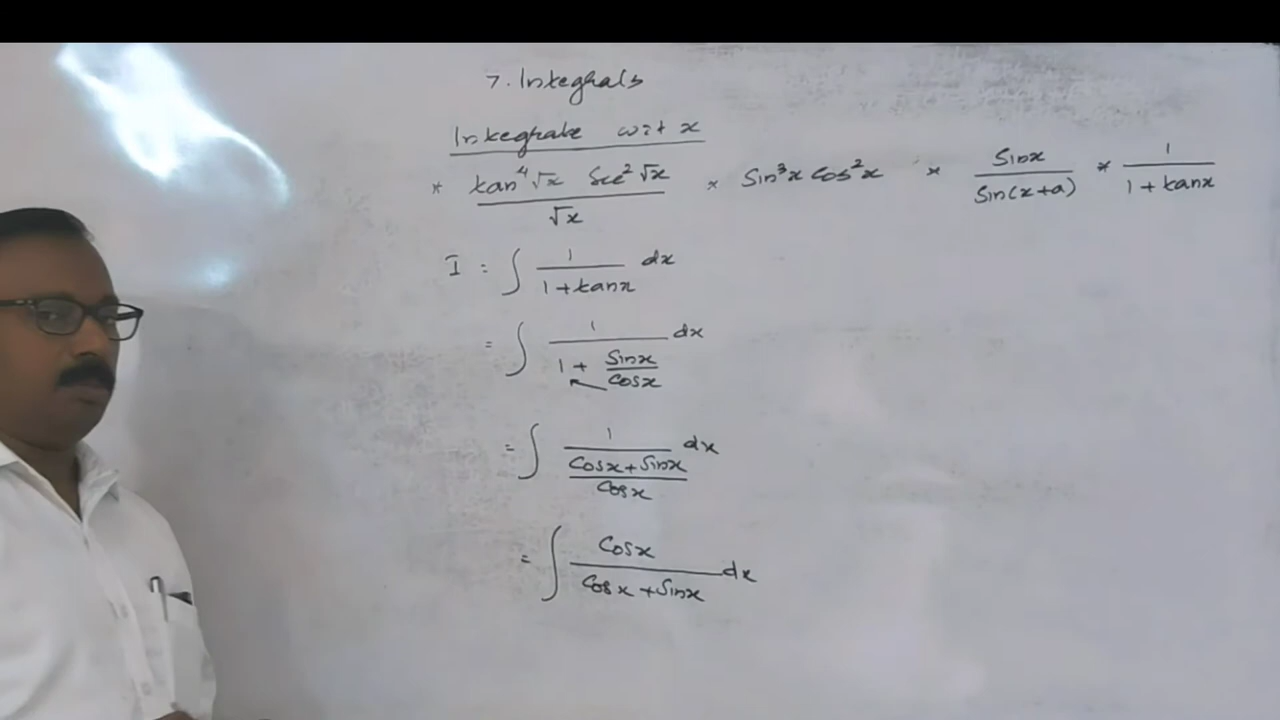 7. Integrals
Integrate w.r.t x
* tan⁴√x sec²√x / √x * Sin³x Cos²x * Sinx / Sin(x+a) * 1 / 1 + tanx
I = ∫ 1 / 1 + tanx dx
= ∫ 1 / 1 + Sinx / Cosx dx
= ∫ 1 / Cosx + Sinx / Cosx dx
= ∫ Cosx / Cosx + Sinx dx